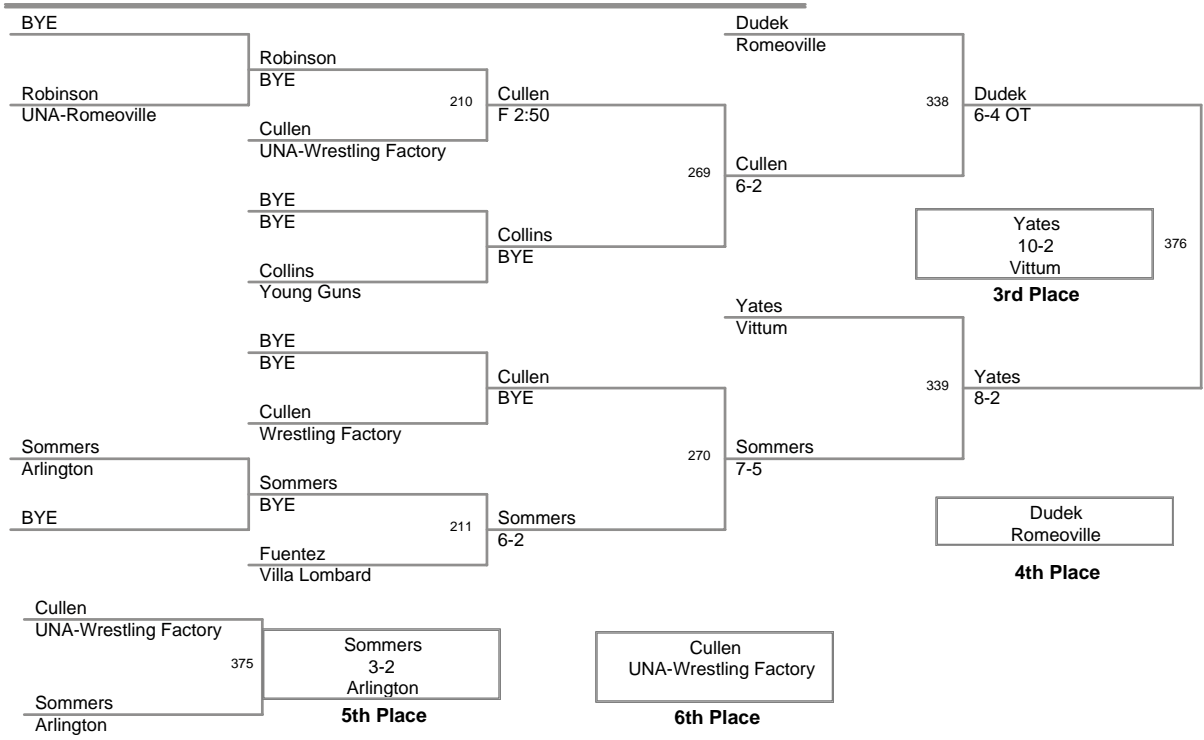 BYE
Robinson
UNA-Romeoville
Robinson
BYE
210
Cullen
UNA-Wrestling Factory
Cullen
F 2:50
BYE
BYE
Collins
Young Guns
Collins
BYE
269
Cullen
6-2
Dudek
Romeoville
338
Dudek
6-4 OT
Yates
10-2
Vittum
376
3rd Place
BYE
BYE
Cullen
Wrestling Factory
Cullen
BYE
Sommers
Arlington
BYE
Sommers
BYE
211
Fuentez
Villa Lombard
Sommers
6-2
270
Sommers
7-5
Yates
Vittum
339
Yates
8-2
Dudek
Romeoville
4th Place
Cullen
UNA-Wrestling Factory
375
Sommers
Arlington
Sommers
3-2
Arlington
5th Place
Cullen
UNA-Wrestling Factory
6th Place